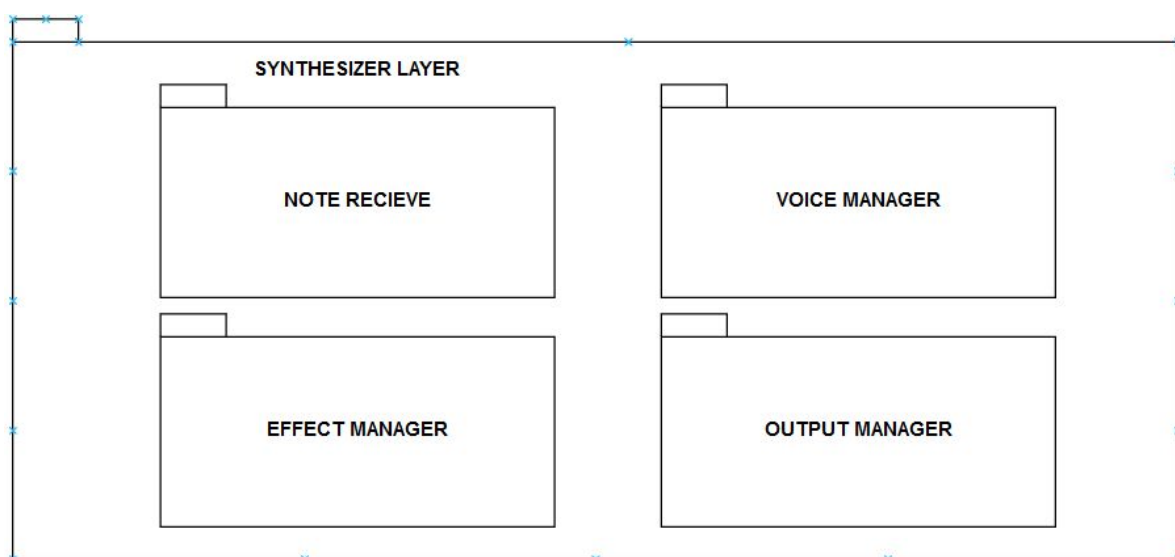 SYNTHESIZER LAYER
NOTE RECIEVE
VOICE MANAGER
EFFECT MANAGER
OUTPUT MANAGER